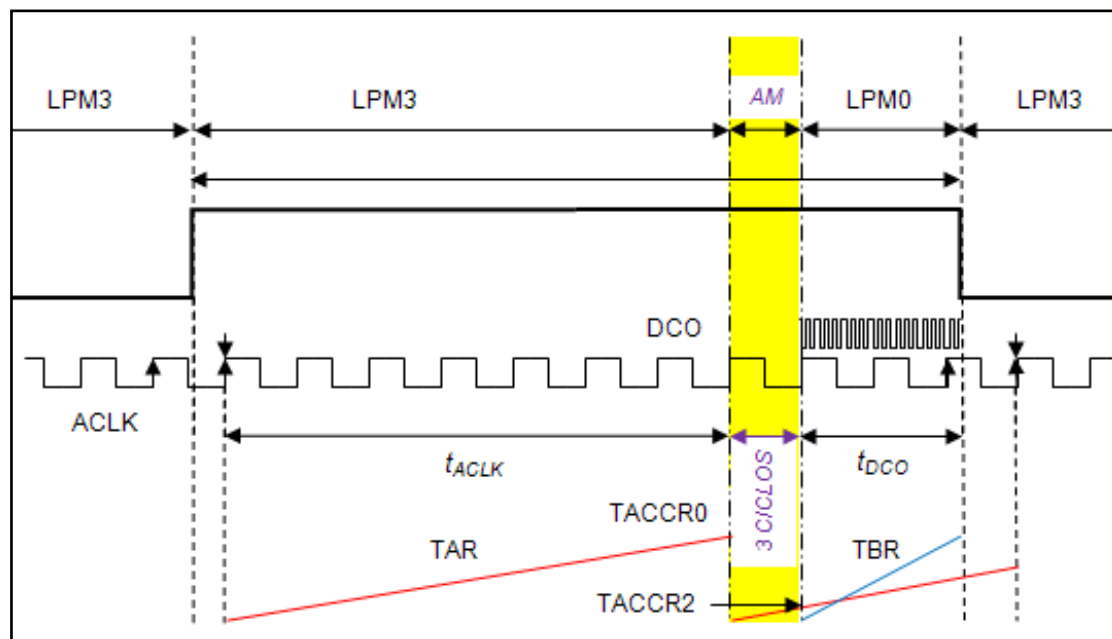 LPM3 LPM3 AM LPM0 LPM3
DCO
ACLK
tACLK 3 CICLOS tDCO
TACCR0
TAR TBR
TACCR2